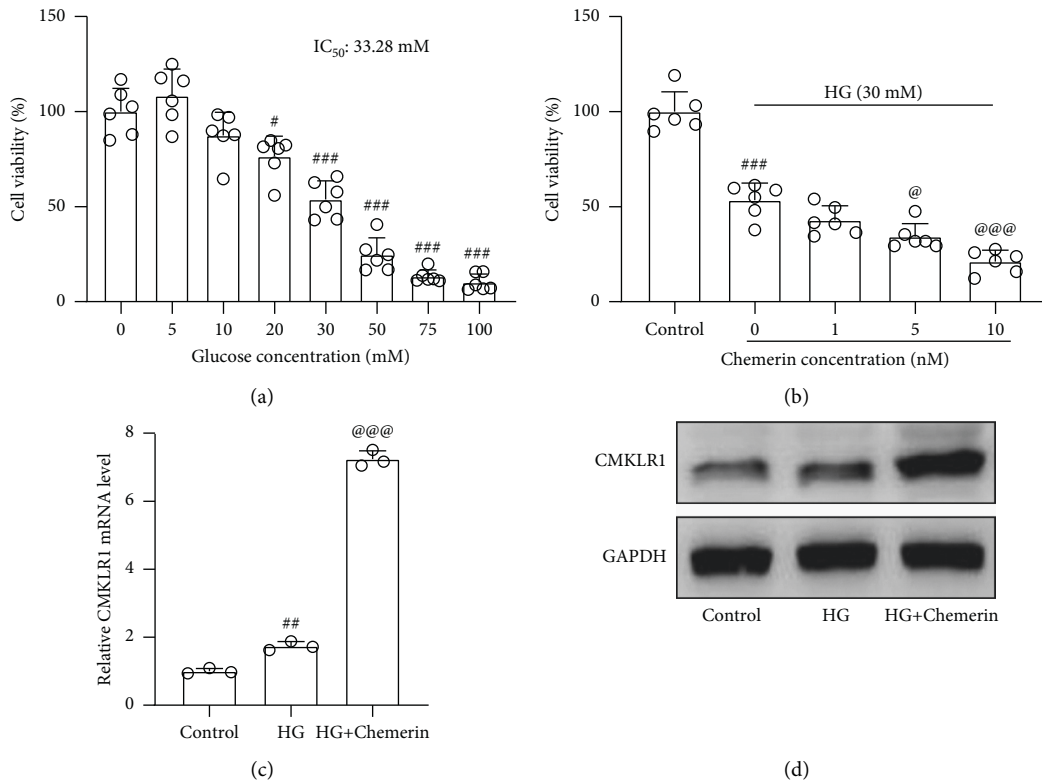 150
100
50
0
Cell viability (%)
IC50: 33.28 mM
#
###
###
###
###
0 5 10 20 30 50 75 100
Glucose concentration (mM)
(a)
150
100
50
0
Cell viability (%)
HG (30 mM)
###
@
@@@
Control 0 1 5 10
Chemerin concentration (nM)
(b)
8
6
4
2
0
Relative CMKLR1 mRNA level
##
@@@
Control HG HG+Chemerin
(c)
CMKLR1
GAPDH
Control HG HG+Chemerin
(d)